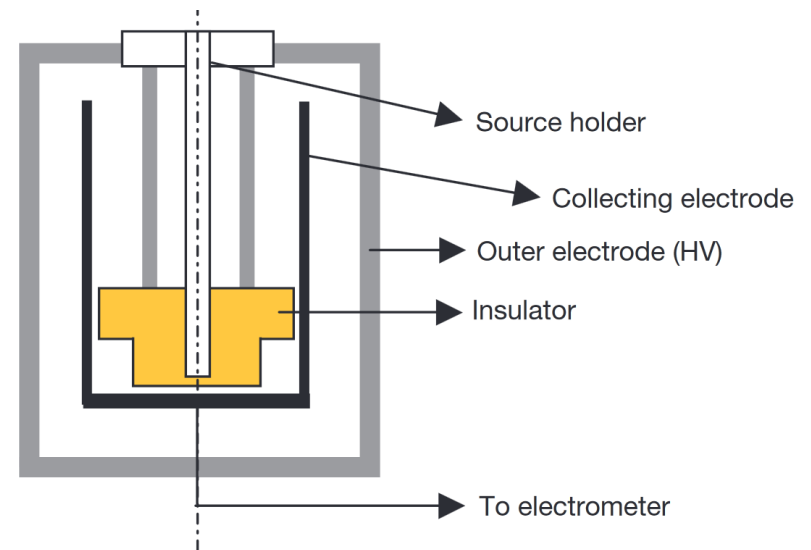 Source holder
Collecting electrode
Outer electrode (HV)
Insulator
To electrometer